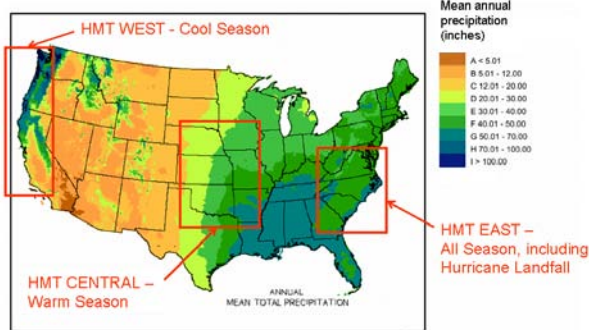 HMT WEST - Cool Season
Mean annual
precipitation
(inches)
A < 5.01
B 5.01 - 12.00
C 12.01 - 20.00
D 20.01 - 30.00
E 30.01 - 40.00
F 40.01 - 50.00
G 50.01 - 70.00
H 70.01 - 100.00
I > 100.00
HMT EAST –
All Season, including
Hurricane Landfall
HMT CENTRAL –
Warm Season
ANNUAL
MEAN TOTAL PRECIPITATION